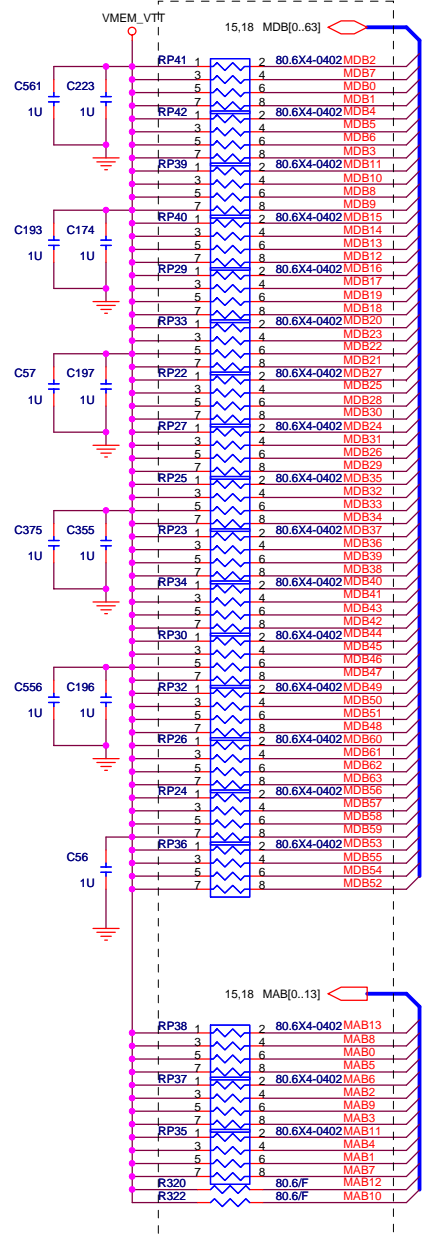 VMEM_VTT
15,18 MDB[0..63]
RP41 1 2 80.6X4-0402 MDB2
3 4 MDB7
C561 C223 5 6 MDB0
1U 1U 7 8 MDB1
RP42 1 2 80.6X4-0402 MDB4
3 4 MDB5
5 6 MDB6
7 8 MDB3
RP39 1 2 80.6X4-0402 MDB11
3 4 MDB10
5 6 MDB8
7 8 MDB9
RP40 1 2 80.6X4-0402 MDB15
C193 C174 3 4 MDB14
1U 1U 5 6 MDB13
7 8 MDB12
RP29 1 2 80.6X4-0402 MDB16
3 4 MDB17
5 6 MDB19
7 8 MDB18
RP33 1 2 80.6X4-0402 MDB20
3 4 MDB23
5 6 MDB22
7 8 MDB21
C57 C197 RP22 1 2 80.6X4-0402 MDB27
1U 1U 3 4 MDB25
5 6 MDB28
7 8 MDB30
RP27 1 2 80.6X4-0402 MDB24
3 4 MDB31
5 6 MDB26
7 8 MDB29
RP25 1 2 80.6X4-0402 MDB35
3 4 MDB32
5 6 MDB33
7 8 MDB34
C375 C355 RP23 1 2 80.6X4-0402 MDB37
1U 1U 3 4 MDB36
5 6 MDB39
7 8 MDB38
RP34 1 2 80.6X4-0402 MDB40
3 4 MDB41
5 6 MDB43
7 8 MDB42
RP30 1 2 80.6X4-0402 MDB44
3 4 MDB45
5 6 MDB46
7 8 MDB47
C556 C196 RP32 1 2 80.6X4-0402 MDB49
1U 1U 3 4 MDB50
5 6 MDB51
7 8 MDB48
RP26 1 2 80.6X4-0402 MDB60
3 4 MDB61
5 6 MDB62
7 8 MDB63
RP24 1 2 80.6X4-0402 MDB56
3 4 MDB57
5 6 MDB58
7 8 MDB59
RP36 1 2 80.6X4-0402 MDB53
C56 3 4 MDB55
1U 5 6 MDB54
7 8 MDB52
15,18 MAB[0..13]
RP38 1 2 80.6X4-0402 MAB13
3 4 MAB8
5 6 MAB0
7 8 MAB5
RP37 1 2 80.6X4-0402 MAB6
3 4 MAB2
5 6 MAB9
7 8 MAB3
RP35 1 2 80.6X4-0402 MAB11
3 4 MAB4
5 6 MAB1
7 8 MAB7
R320 80.6/F MAB12
R322 80.6/F MAB10